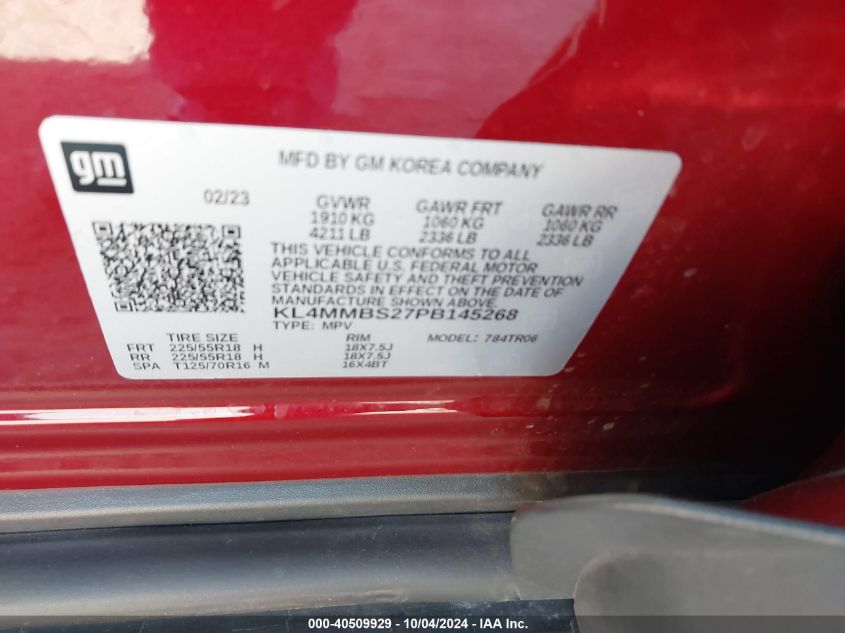 gm
MFD BY GM KOREA COMPANY
02/23
GVWR
1910 KG
4211 LB
GAWR FRT
1060 KG
2336 LB
GAWR RR
1060 KG
2336 LB
THIS VEHICLE CONFORMS TO ALL
APPLICABLE U.S. FEDERAL MOTOR
VEHICLE SAFETY AND THEFT PREVENTION
STANDARDS IN EFFECT ON THE DATE OF
MANUFACTURE SHOWN ABOVE.
KL4MMBS27PB145268
TYPE: MPV MODEL: 784TR06
TIRE SIZE RIM
FRT 225/55R18 H 18X7.5J
RR 225/55R18 H 18X7.5J
SPA T125/70R16 M 16X4BT
000-40509929 - 10/04/2024 - IAA Inc.